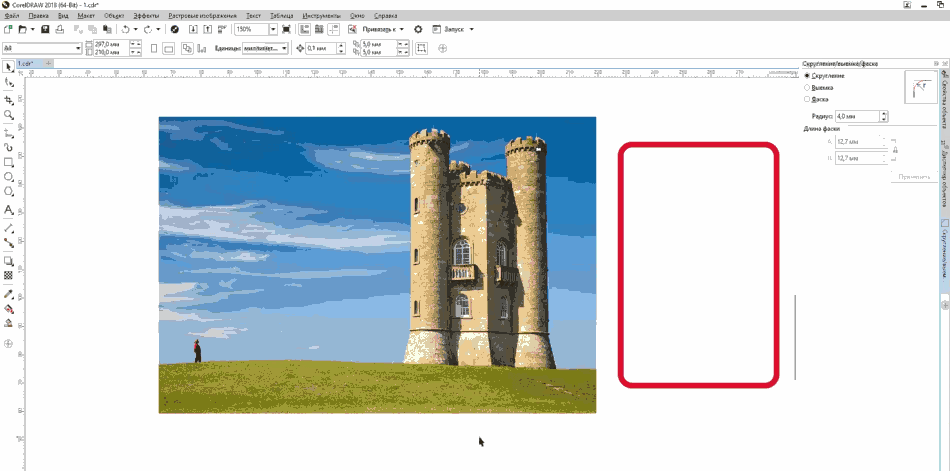 CorelDRAW 2018 (64-Bit) - 1.cdr*
Файл Правка Вид Макет Объект Эффекты Растровые изображения Текст Таблица Инструменты Окно Справка
150% Привязать к Запуск
A4 297,0 мм 210,0 мм Единицы: 0,1 мм 5,0 мм 5,0 мм
1.cdr*
Скругление/выемка/фаска
Скругление
Выемка
Фаска
Радиус: 4,0 мм
Длина фаски
12,7 мм
12,7 мм
Применить
Свойства объекта
Диспетчер объектов